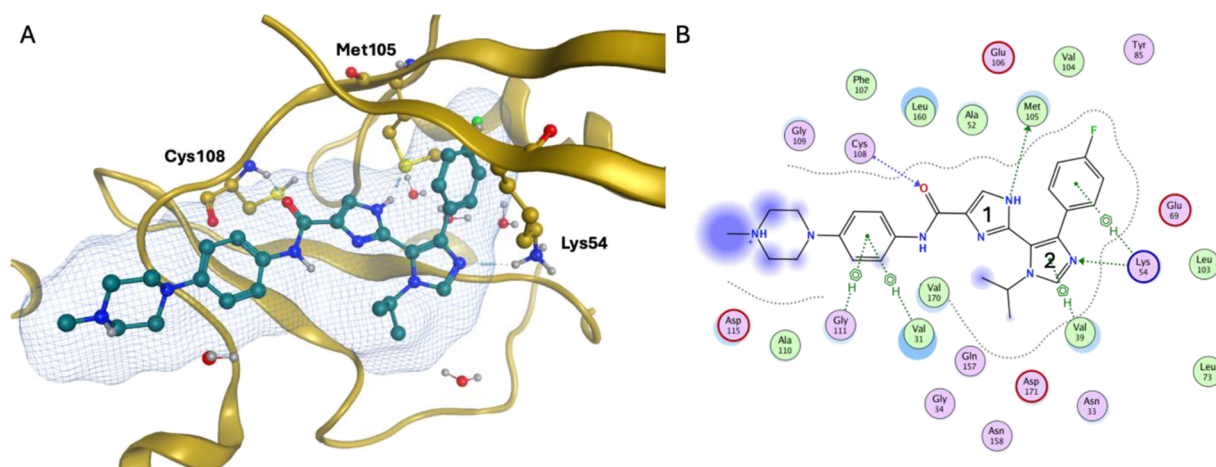 A
Met105
Cys108
Lys54
B
Glu
106
Val
104
Tyr
85
Phe
107
Leu
160
Ala
52
Met
105
Gly
109
Cys
108
F
O
NH
1
N
Glu
69
H
NH
+
N
NH
2
N
N
Lys
54
Leu
103
H
H
Val
170
H
Asp
115
Ala
110
Gly
111
Val
31
Val
39
Gln
157
Leu
73
Asp
171
Gly
34
Asn
33
Asn
158